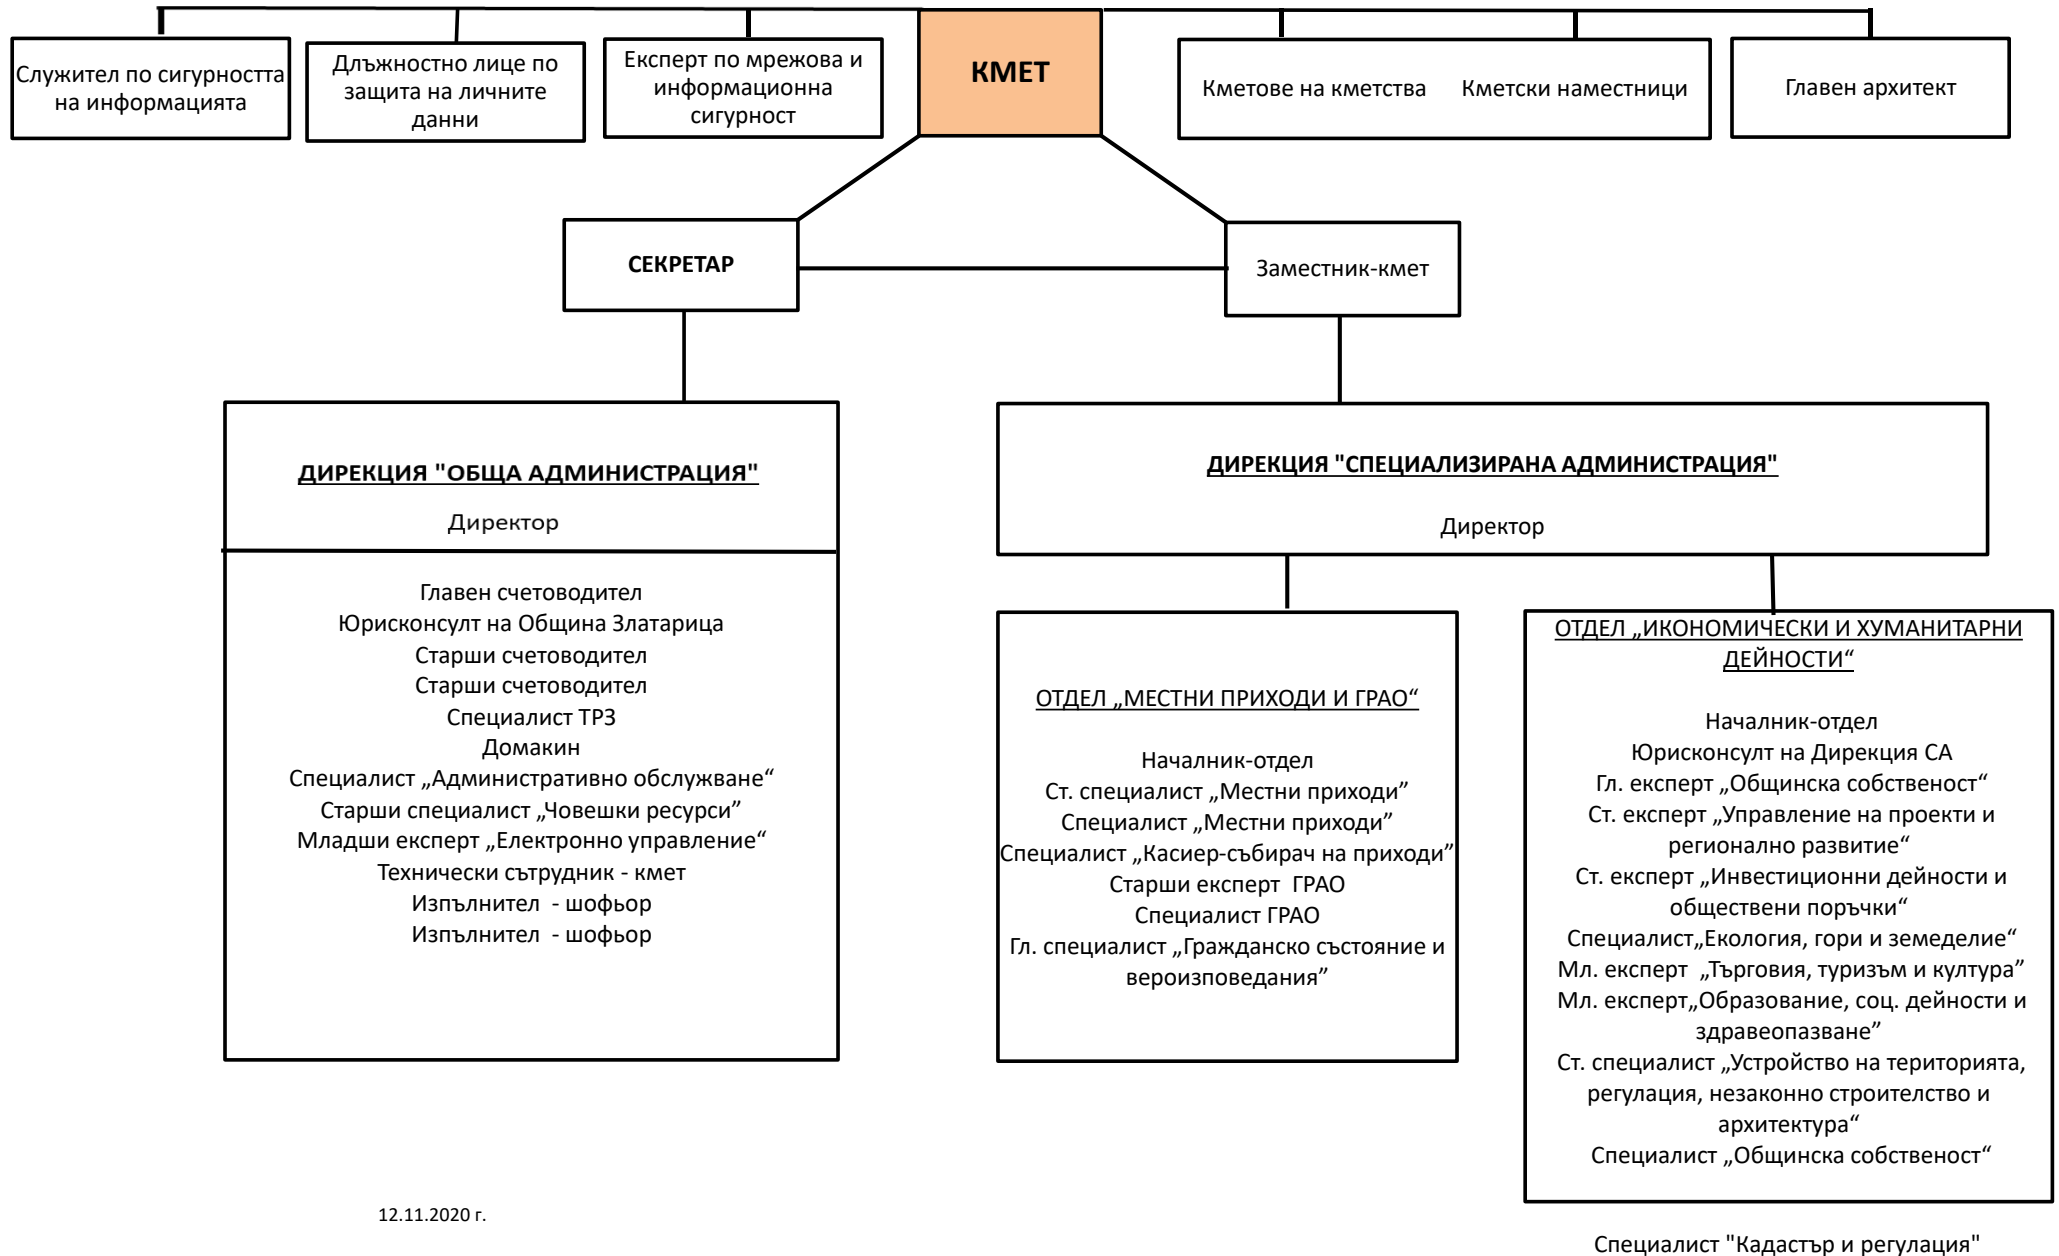 Служител по сигурността
на информацията
Длъжностно лице по
защита на личните
данни
Експерт по мрежова и
информационна
сигурност
КМЕТ
Кметове на кметства Кметски наместници
Главен архитект
СЕКРЕТАР
Заместник-кмет
ДИРЕКЦИЯ "ОБЩА АДМИНИСТРАЦИЯ"
Директор
Главен счетоводител
Юрисконсулт на Община Златарица
Старши счетоводител
Старши счетоводител
Специалист ТРЗ
Домакин
Специалист „Административно обслужване“
Старши специалист „Човешки ресурси”
Младши експерт „Електронно управление“
Технически сътрудник - кмет
Изпълнител - шофьор
Изпълнител - шофьор
ДИРЕКЦИЯ "СПЕЦИАЛИЗИРАНА АДМИНИСТРАЦИЯ"
Директор
ОТДЕЛ „МЕСТНИ ПРИХОДИ И ГРАО“
Началник-отдел
Ст. специалист „Местни приходи”
Специалист „Местни приходи”
Специалист „Касиер-събирач на приходи”
Старши експерт ГРАО
Специалист ГРАО
Гл. специалист „Гражданско състояние и
вероизповедания”
ОТДЕЛ „ИКОНОМИЧЕСКИ И ХУМАНИТАРНИ
ДЕЙНОСТИ“
Началник-отдел
Юрисконсулт на Дирекция СА
Гл. експерт „Общинска собственост“
Ст. експерт „Управление на проекти и
регионално развитие“
Ст. експерт „Инвестиционни дейности и
обществени поръчки“
Специалист„Екология, гори и земеделие“
Мл. експерт „Търговия, туризъм и култура”
Мл. експерт„Образование, соц. дейности и
здравеопазване”
Ст. специалист „Устройство на територията,
регулация, незаконно строителство и
архитектура“
Специалист „Общинска собственост“
Специалист "Кадастър и регулация"
12.11.2020 г.